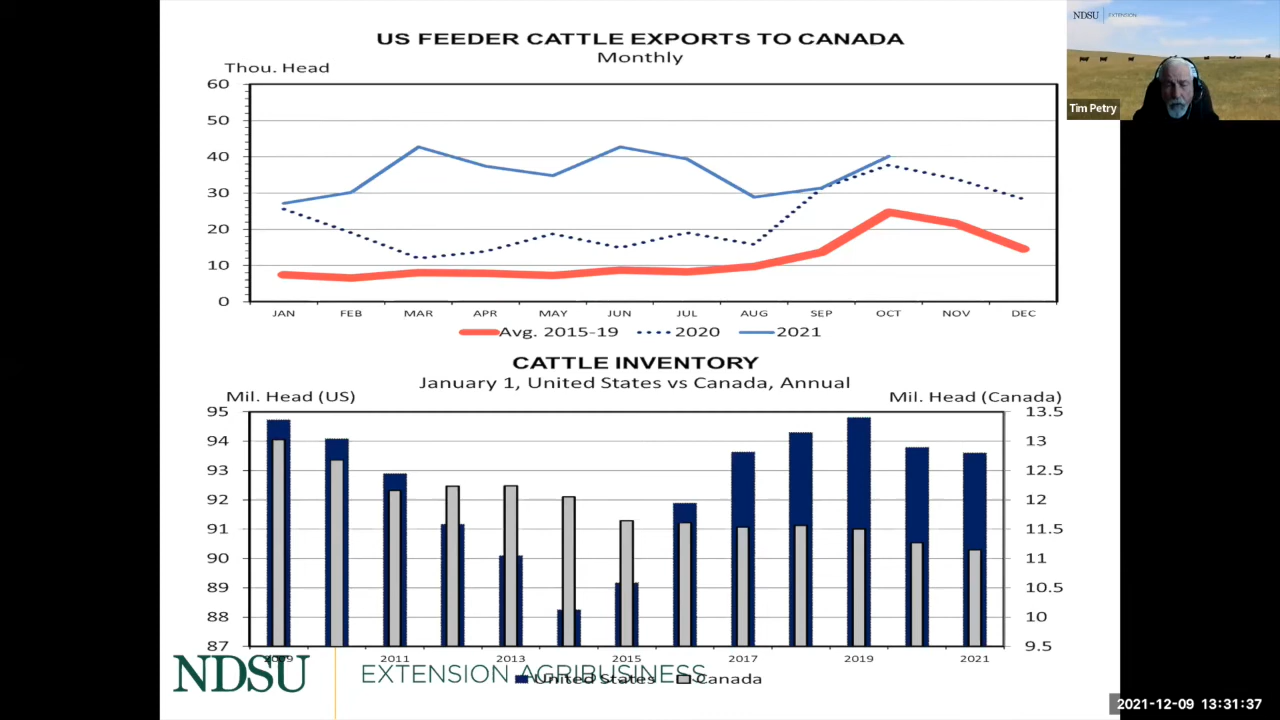 US FEEDER CATTLE EXPORTS TO CANADA
Monthly
Thou. Head
60
50
40
30
20
10
0
JAN FEB MAR APR MAY JUN JUL AUG SEP OCT NOV DEC
Avg. 2015-19 2020 2021
CATTLE INVENTORY
January 1, United States vs Canada, Annual
Mil. Head (US) Mil. Head (Canada)
95 13.5
94 13
93 12.5
92 12
91 11.5
90 11
89 10.5
88 10
87 9.5
2009 2011 2013 2015 2017 2019 2021
United States Canada
NDSU EXTENSION AGRIBUSINESS
NDSU EXTENSION
Tim Petry
2021-12-09 13:31:37